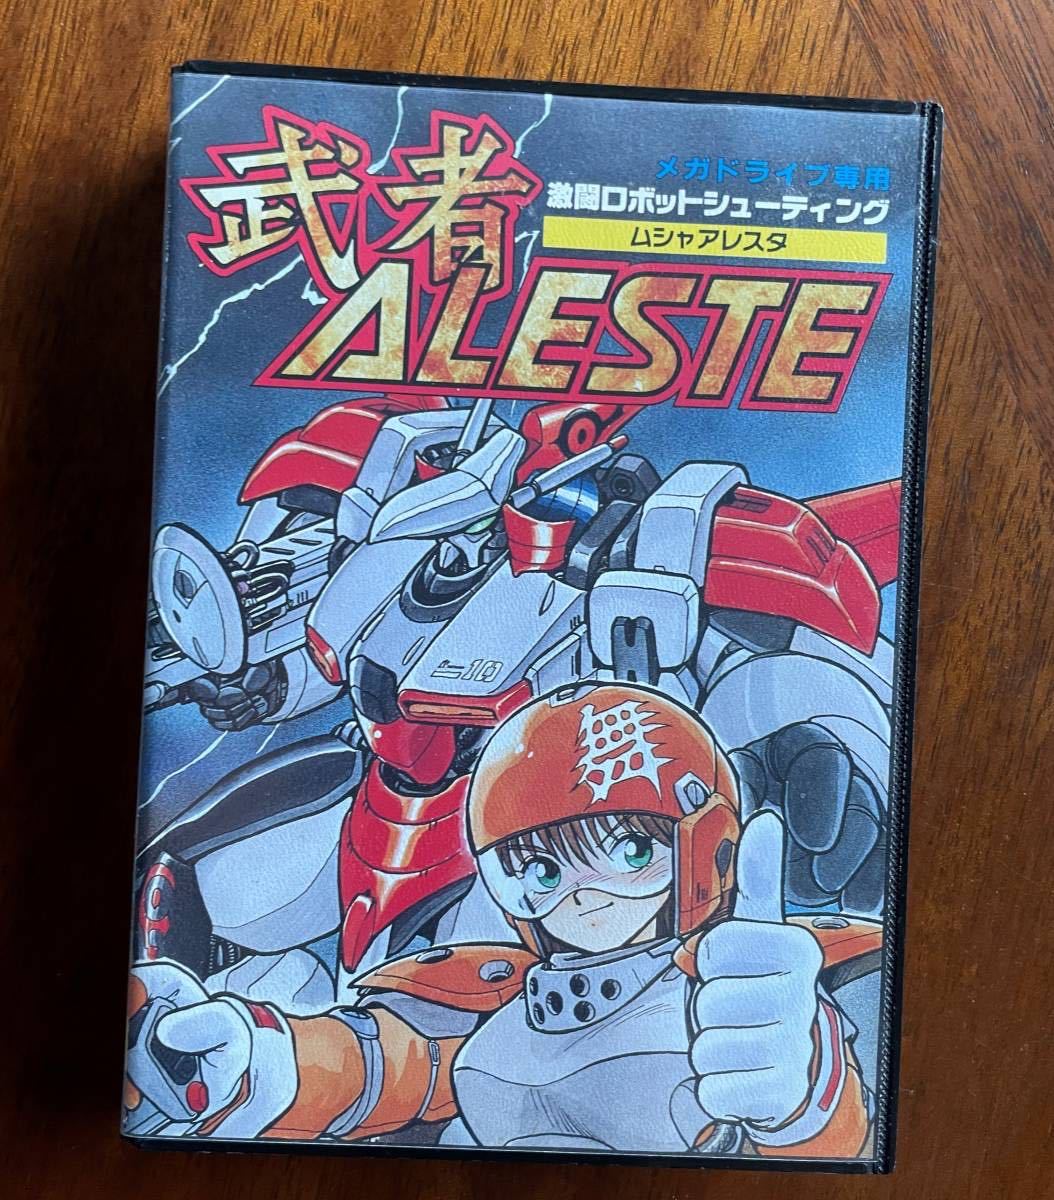 武者
メガドライブ専用
激闘ロボットシューティング
ムシャアレスタ
ALESTE
10
舞